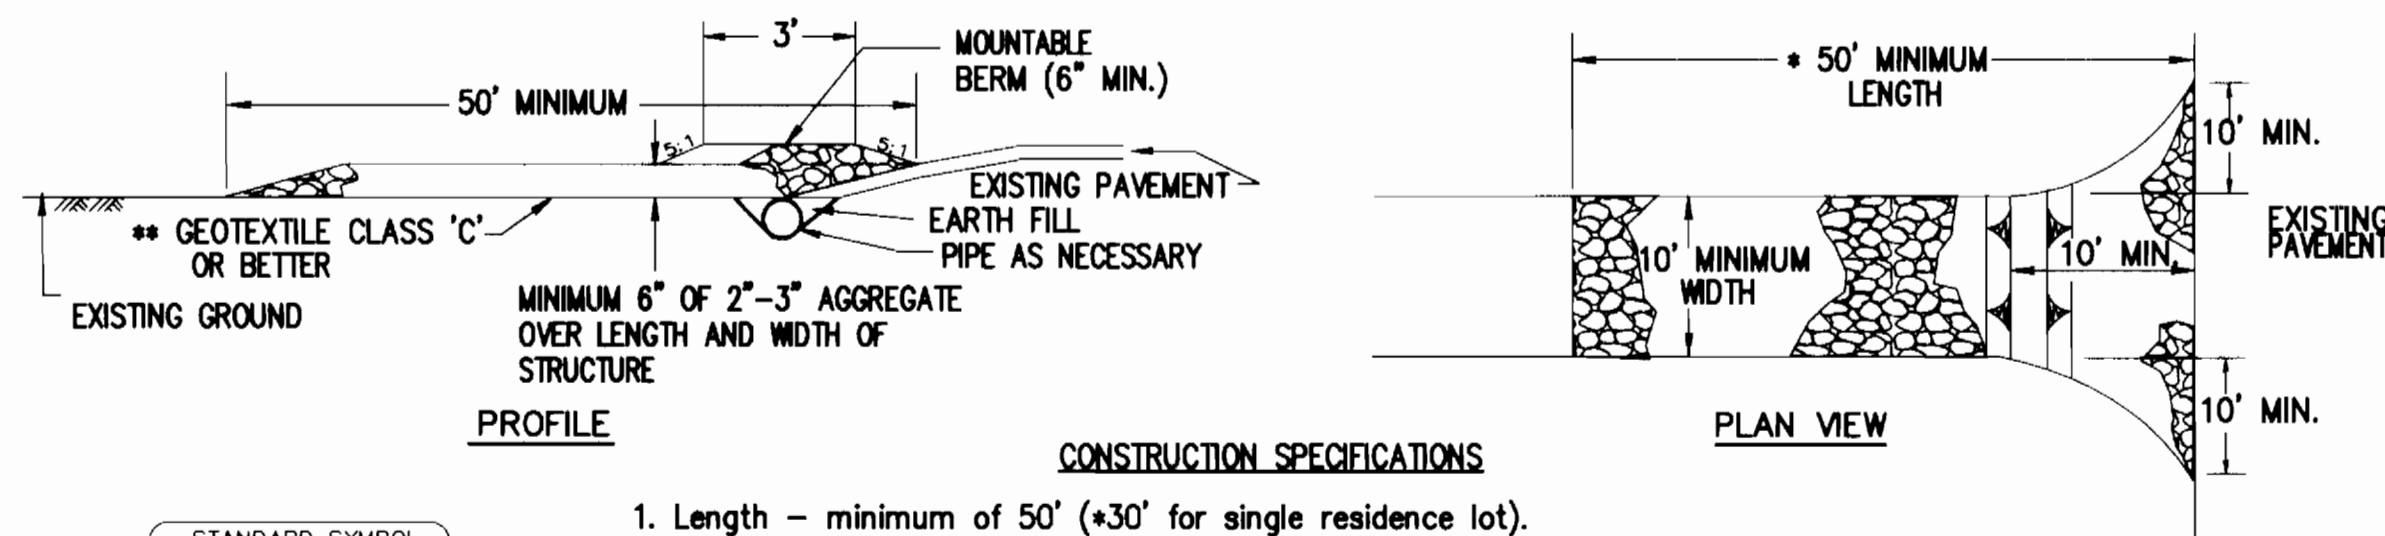 3'
MOUNTABLE
BERM (6" MIN.)
50' MINIMUM
5:1
5:1
EXISTING PAVEMENT
** GEOTEXTILE CLASS 'C'
OR BETTER
EARTH FILL
PIPE AS NECESSARY
EXISTING GROUND
MINIMUM 6" OF 2"-3" AGGREGATE
OVER LENGTH AND WIDTH OF
STRUCTURE
PROFILE
* 50' MINIMUM
LENGTH
10' MIN.
10' MINIMUM
WIDTH
10' MIN.
EXISTING
PAVEMENT
10' MIN.
PLAN VIEW
CONSTRUCTION SPECIFICATIONS
1. Length – minimum of 50' (*30' for single residence lot).
STANDARD SYMBOL